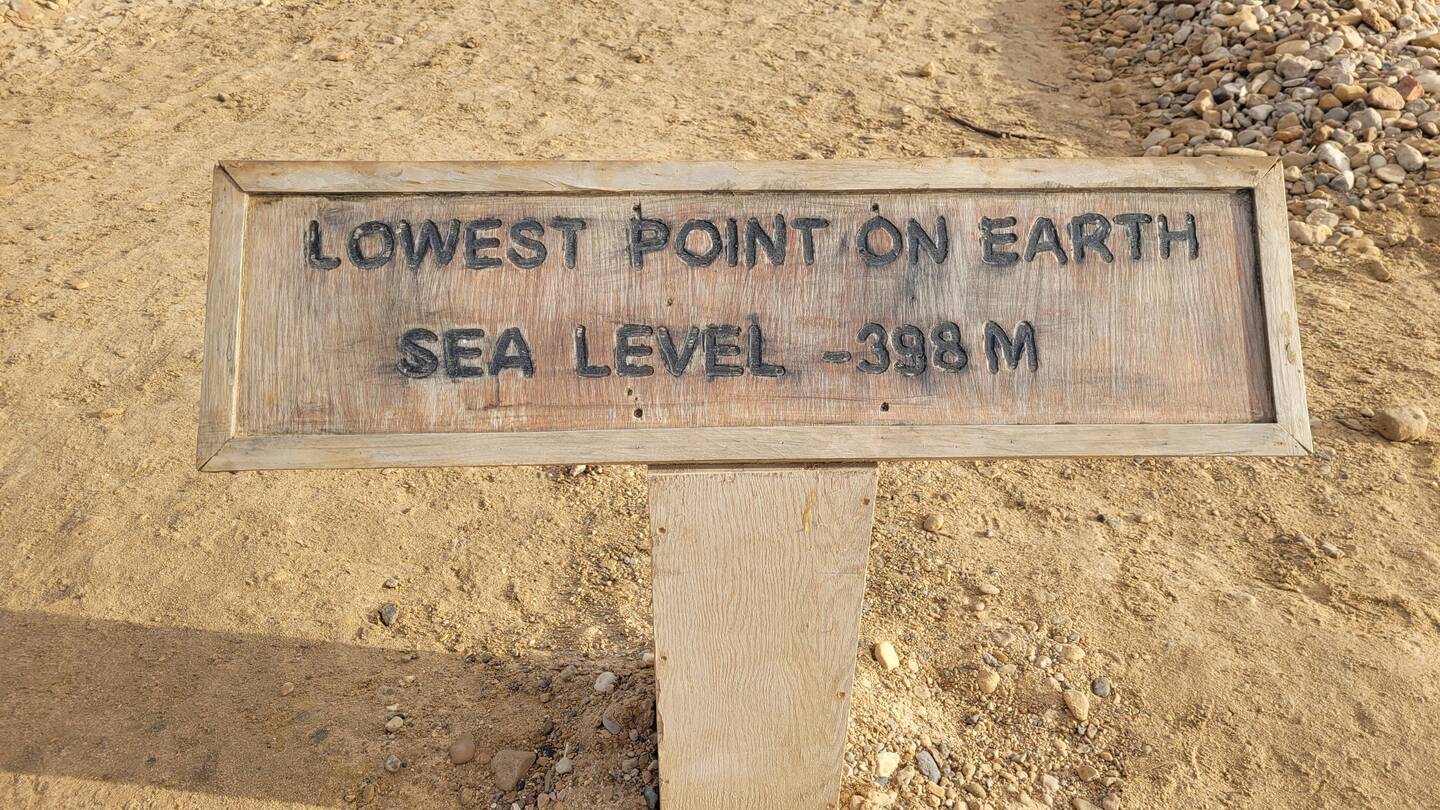 LOWEST POINT ON EARTH
SEA LEVEL -398 M